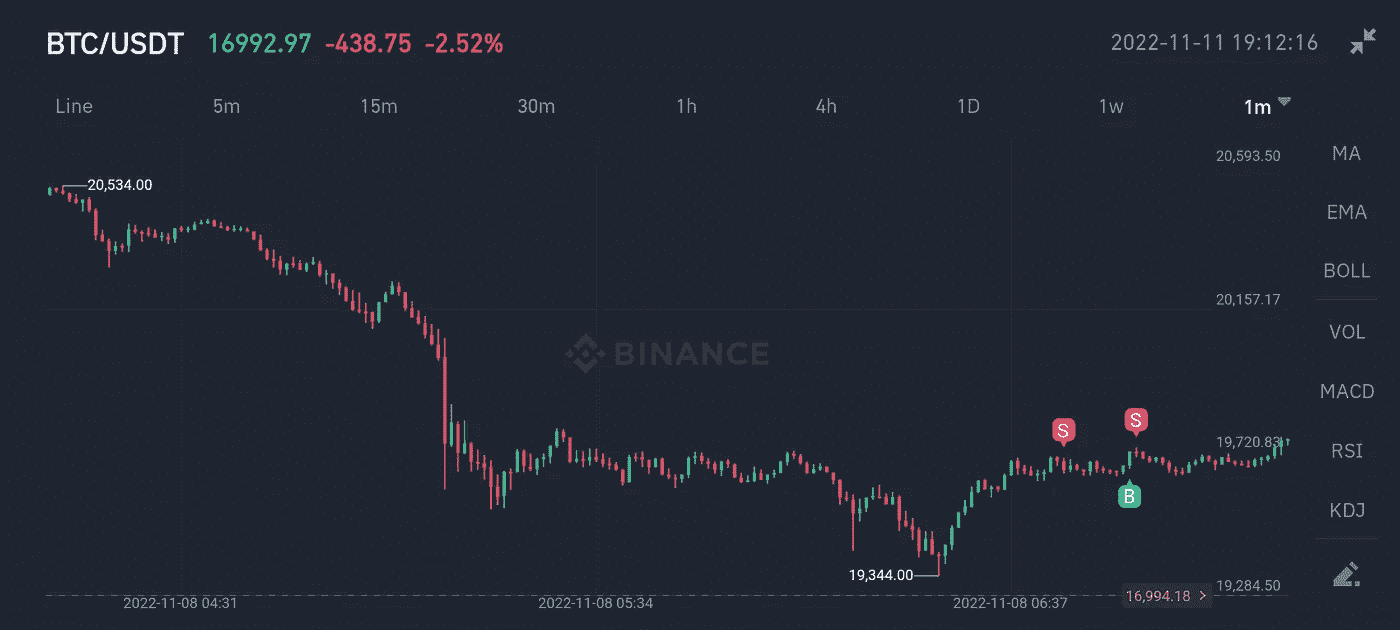 BTC/USDT 16992.97 -438.75 -2.52% 2022-11-11 19:12:16
Line 5m 15m 30m 1h 4h 1D 1w 1m
20,593.50 MA
20,534.00
EMA
BOLL
20,157.17
VOL
BINANCE
MACD
S S
19,720.83 RSI
B
KDJ
19,344.00
19,284.50
16,994.18
2022-11-08 04:31 2022-11-08 05:34 2022-11-08 06:37